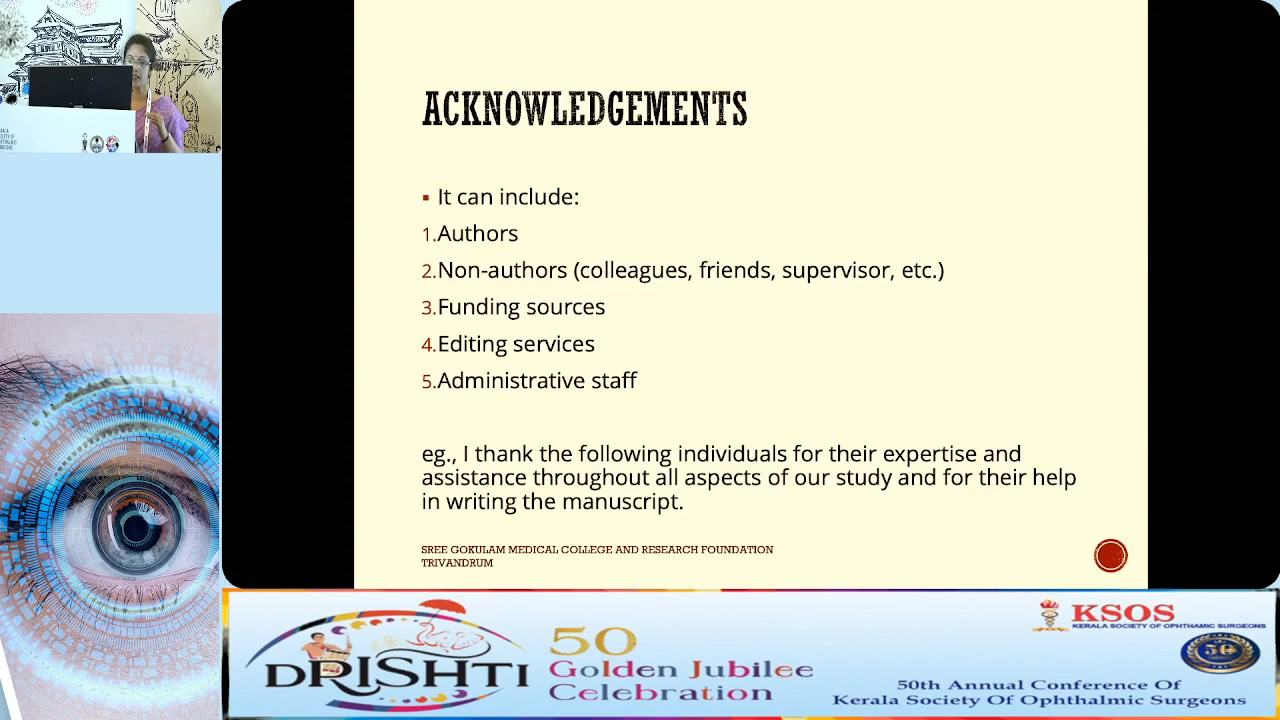 ACKNOWLEDGEMENTS
▪ It can include:
1.Authors
2.Non-authors (colleagues, friends, supervisor, etc.)
3.Funding sources
4.Editing services
5.Administrative staff
eg., I thank the following individuals for their expertise and
assistance throughout all aspects of our study and for their help
in writing the manuscript.
SREE GOKULAM MEDICAL COLLEGE AND RESEARCH FOUNDATION
TRIVANDRUM
DRISHTI
50
Golden Jubilee
Celebration
KSOS
KERALA SOCIETY OF OPHTHAMIC SURGEONS
50
50th Annual Conference Of
Kerala Society Of Ophthalmic Surgeons